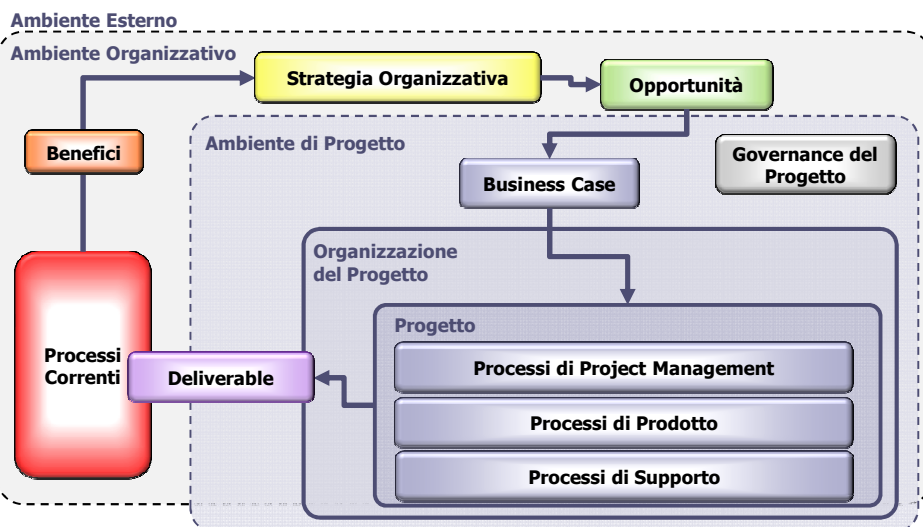 Ambiente Esterno
Ambiente Organizzativo
Strategia Organizzativa
Opportunità
Benefici
Ambiente di Progetto
Governance del
Progetto
Business Case
Organizzazione
del Progetto
Progetto
Processi
Correnti
Deliverable
Processi di Project Management
Processi di Prodotto
Processi di Supporto